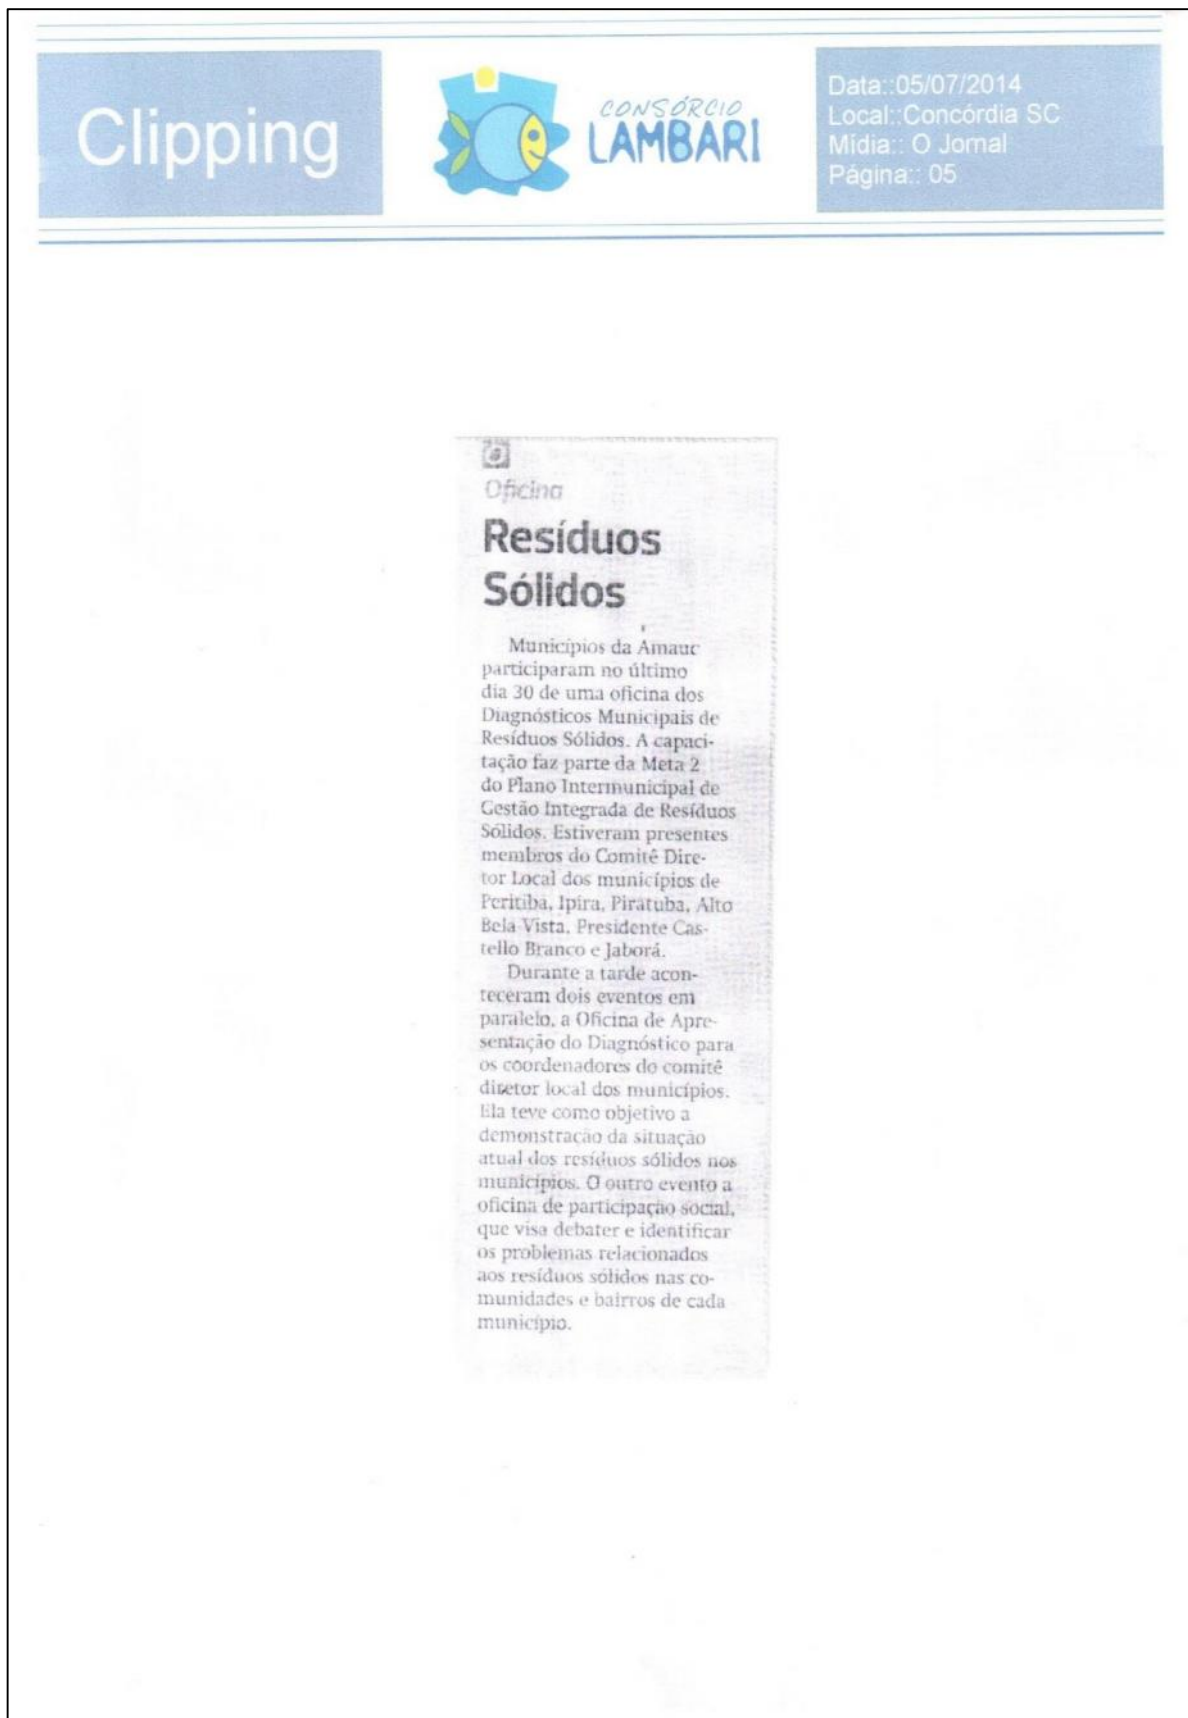 Clipping
CONSÓRCIO
LAMBARI
Data::05/07/2014
Local::Concórdia SC
Mídia:: O Jornal
Página:: 05
Oficina
Resíduos
Sólidos
Municípios da Amauc
participaram no último
dia 30 de uma oficina dos
Diagnósticos Municipais de
Resíduos Sólidos. A capaci-
tação faz parte da Meta 2
do Plano Intermunicipal de
Gestão Integrada de Resíduos
Sólidos. Estiveram presentes
membros do Comitê Dire-
tor Local dos municípios de
Peritiba, Ipira, Piratuba, Alto
Bela Vista, Presidente Cas-
tello Branco e Jaborá.
Durante a tarde acon-
teceram dois eventos em
paralelo, a Oficina de Apre-
sentação do Diagnóstico para
os coordenadores do comitê
diretor local dos municípios.
Ela teve como objetivo a
demonstração da situação
atual dos resíduos sólidos nos
municípios. O outro evento a
oficina de participação social,
que visa debater e identificar
os problemas relacionados
aos resíduos sólidos nas co-
munidades e bairros de cada
município.